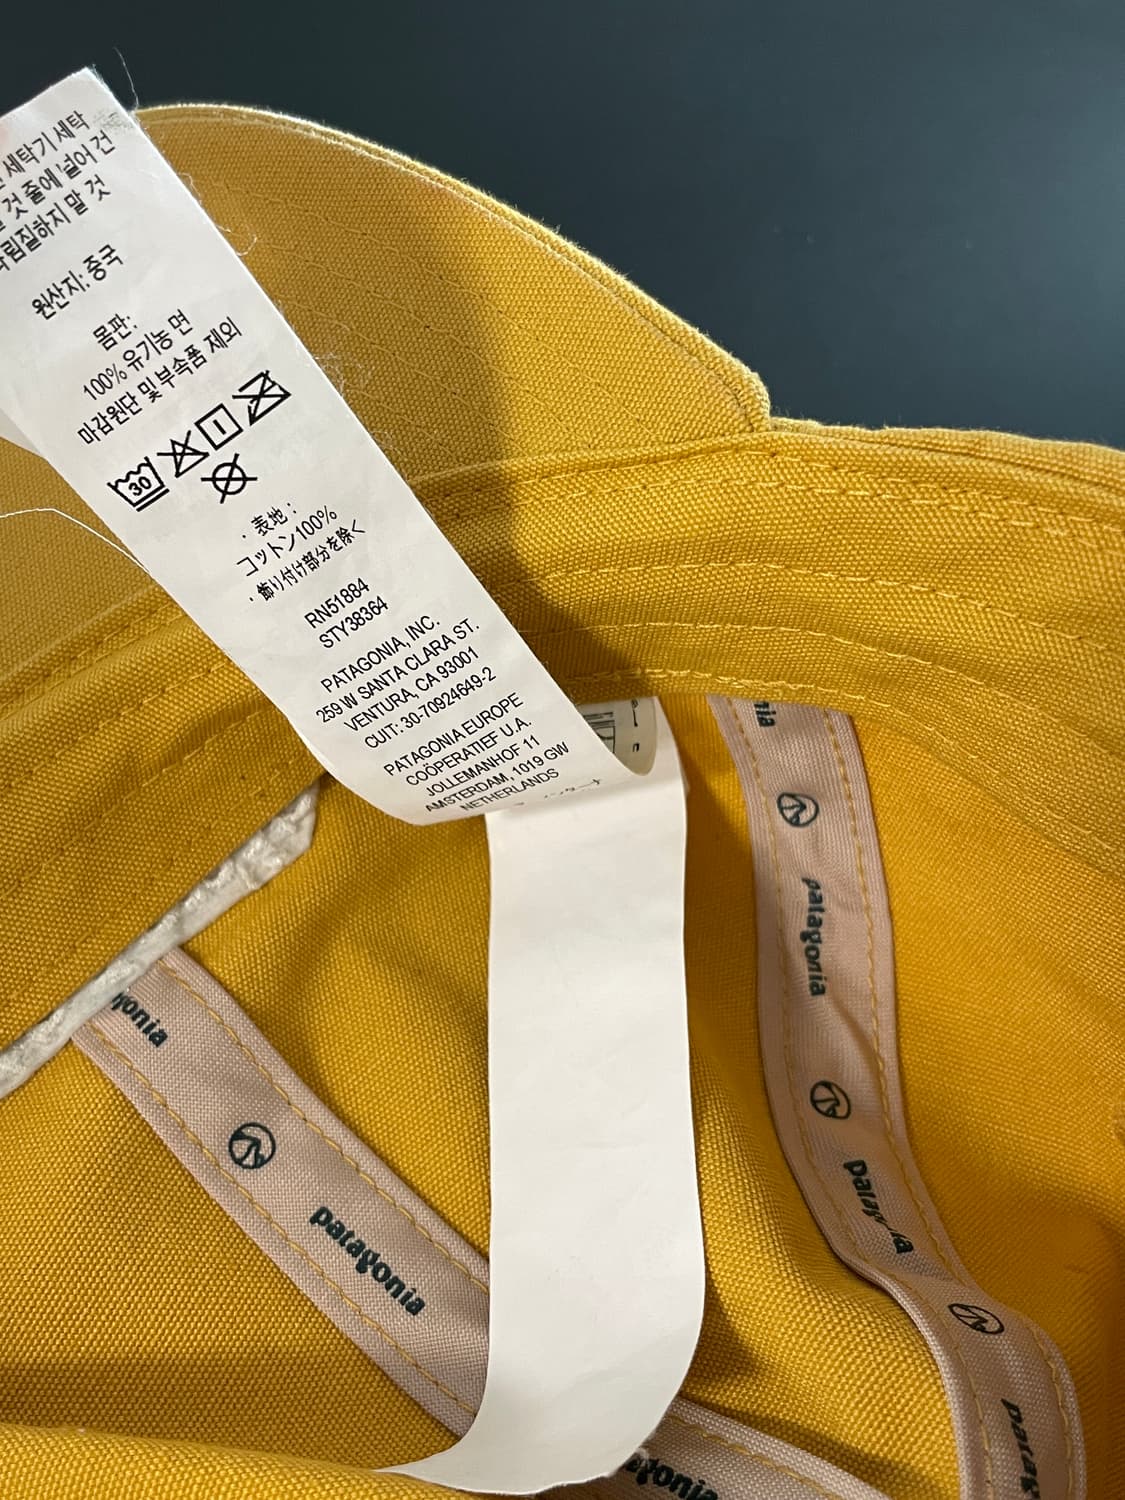 세탁기 세탁
것 줄에 널어 건
다림질하지 말 것
원산지: 중국
몸판:
100% 유기농 면
마감원단 및 부속품 제외
30
・表地：
コットン100%
・飾り付け部分を除く
RN51884
STY38364
PATAGONIA, INC.
259 W SANTA CLARA ST.
VENTURA, CA 93001
CUIT: 30-70924649-2
PATAGONIA EUROPE
COÖPERATIEF U.A.
JOLLEMANHOF 11
AMSTERDAM, 1019 GW
NETHERLANDS
patagonia
patagonia
patagonia